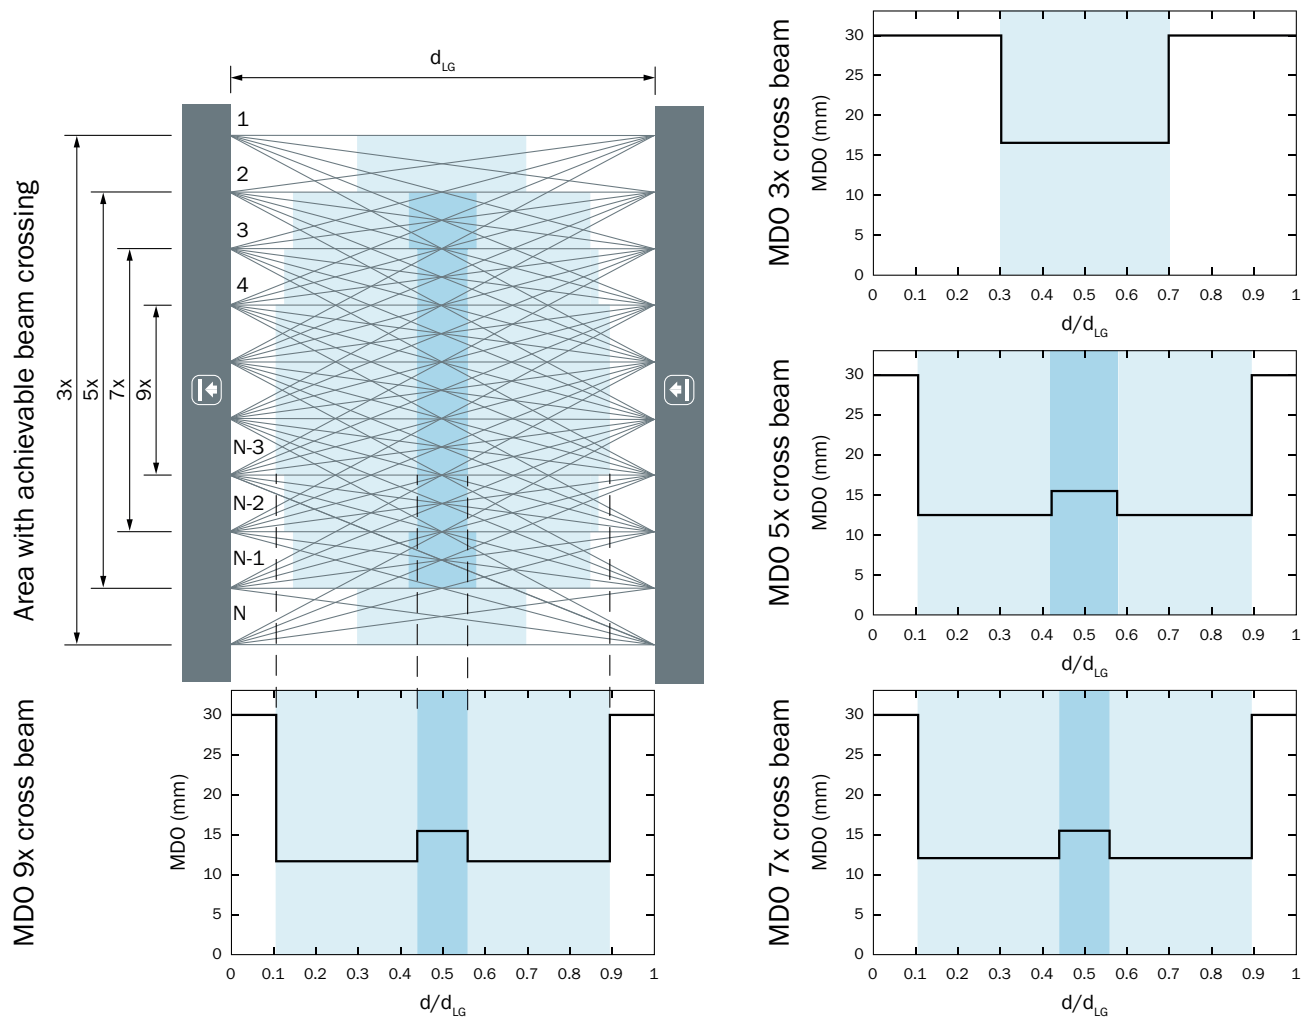 d_LG
Area with achievable beam crossing
3x
5x
7x
9x
1
2
3
4
N-3
N-2
N-1
N
MDO 3x cross beam
MDO (mm)
30
25
20
15
10
5
0
0 0.1 0.2 0.3 0.4 0.5 0.6 0.7 0.8 0.9 1
d/d_LG
MDO 5x cross beam
MDO (mm)
30
25
20
15
10
5
0
0 0.1 0.2 0.3 0.4 0.5 0.6 0.7 0.8 0.9 1
d/d_LG
MDO 9x cross beam
MDO (mm)
30
25
20
15
10
5
0
0 0.1 0.2 0.3 0.4 0.5 0.6 0.7 0.8 0.9 1
d/d_LG
MDO 7x cross beam
MDO (mm)
30
25
20
15
10
5
0
0 0.1 0.2 0.3 0.4 0.5 0.6 0.7 0.8 0.9 1
d/d_LG